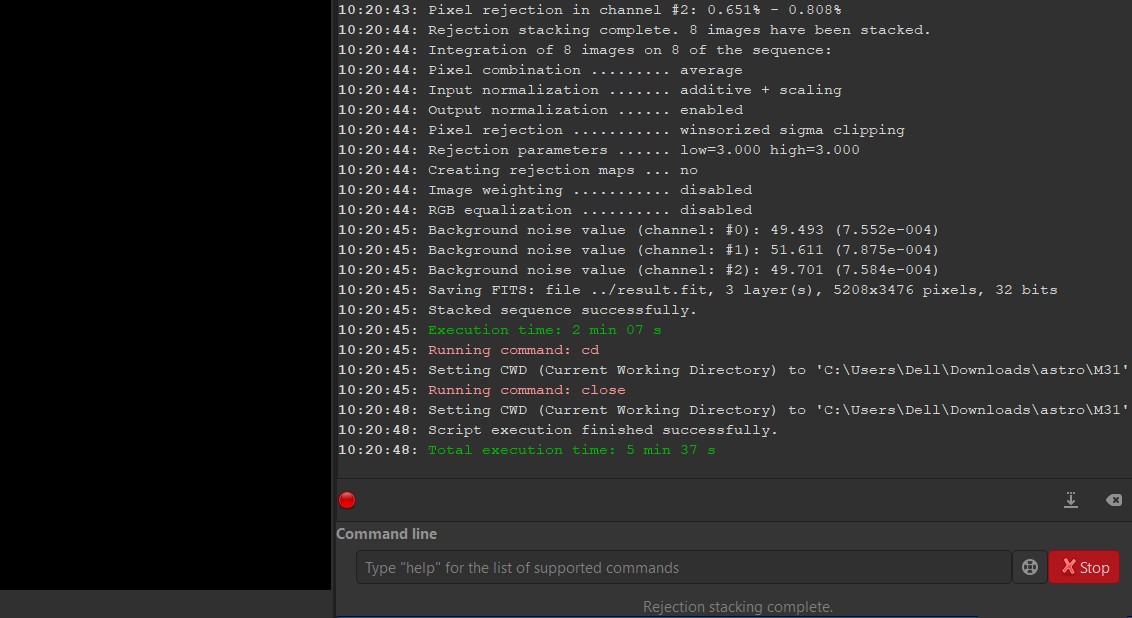 10:20:43: Pixel rejection in channel #2: 0.651% - 0.808%
10:20:44: Rejection stacking complete. 8 images have been stacked.
10:20:44: Integration of 8 images on 8 of the sequence:
10:20:44: Pixel combination ......... average
10:20:44: Input normalization ....... additive + scaling
10:20:44: Output normalization ...... enabled
10:20:44: Pixel rejection ........... winsorized sigma clipping
10:20:44: Rejection parameters ...... low=3.000 high=3.000
10:20:44: Creating rejection maps ... no
10:20:44: Image weighting ........... disabled
10:20:44: RGB equalization .......... disabled
10:20:45: Background noise value (channel: #0): 49.493 (7.552e-004)
10:20:45: Background noise value (channel: #1): 51.611 (7.875e-004)
10:20:45: Background noise value (channel: #2): 49.701 (7.584e-004)
10:20:45: Saving FITS: file ../result.fit, 3 layer(s), 5208x3476 pixels, 32 bits
10:20:45: Stacked sequence successfully.
10:20:45: Execution time: 2 min 07 s
10:20:45: Running command: cd
10:20:45: Setting CWD (Current Working Directory) to 'C:\Users\Dell\Downloads\astro\M31'
10:20:45: Running command: close
10:20:48: Setting CWD (Current Working Directory) to 'C:\Users\Dell\Downloads\astro\M31'
10:20:48: Script execution finished successfully.
10:20:48: Total execution time: 5 min 37 s
Command line
Type "help" for the list of supported commands
Stop
Rejection stacking complete.